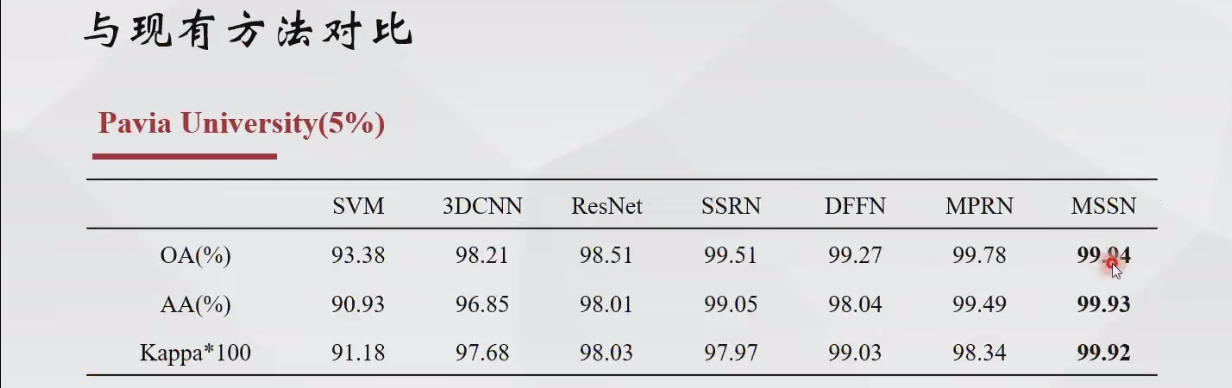 与现有方法对比
Pavia University(5%)
SVM 3DCNN ResNet SSRN DFFN MPRN MSSN
OA(%) 93.38 98.21 98.51 99.51 99.27 99.78 99.94
AA(%) 90.93 96.85 98.01 99.05 98.04 99.49 99.93
Kappa*100 91.18 97.68 98.03 97.97 99.03 98.34 99.92